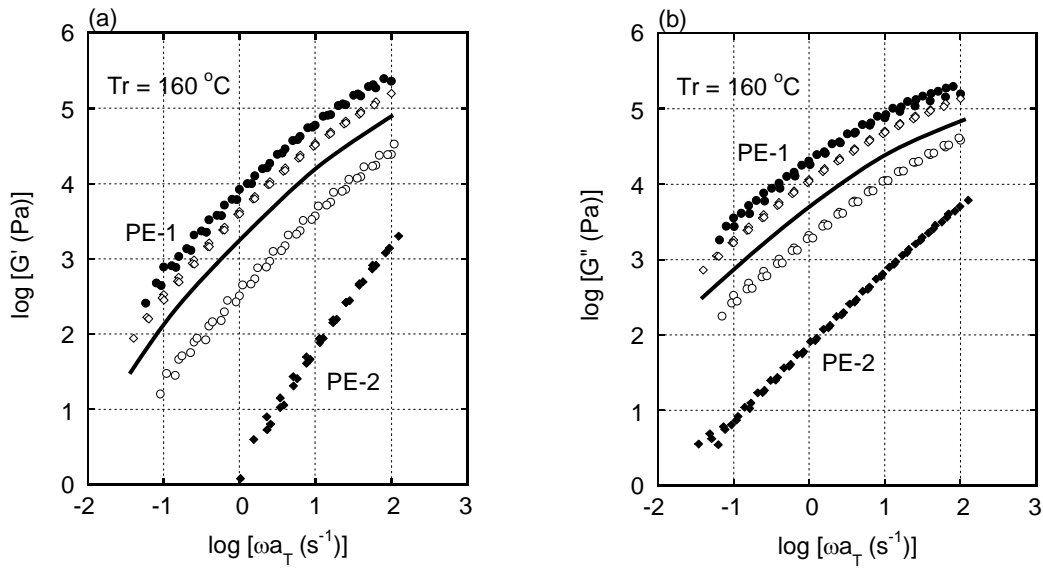 (a)
6
5
4
3
2
1
0
log [G' (Pa)]
Tr = 160 °C
PE-1
PE-2
-2
-1
0
1
2
3
log [ωa_T (s⁻¹)]
(b)
6
5
4
3
2
1
0
log [G" (Pa)]
Tr = 160 °C
PE-1
PE-2
-2
-1
0
1
2
3
log [ωa_T (s⁻¹)]